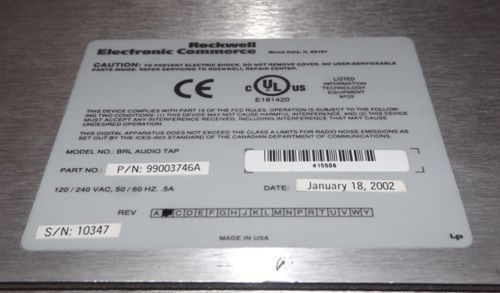 Rockwell
Electronic Commerce Wood Dale, IL 60191
CAUTION: TO PREVENT ELECTRIC SHOCK, DO NOT REMOVE COVER. NO USER-SERVICEABLE
PARTS INSIDE. REFER SERVICING TO ROCKWELL REPAIR CENTER.
CE
c UL US
E181420
LISTED
INFORMATION
TECHNOLOGY
EQUIPMENT
THIS DEVICE COMPLIES WITH PART 15 OF THE FCC RULES. OPERATION IS SUBJECT TO THE FOLLOW-
ING TWO CONDITIONS: (1) THIS DEVICE MAY NOT CAUSE HARMFUL INTERFERENCE, AND (2) THIS DEVICE
MUST ACCEPT ANY INTERFERENCE RECEIVED, INCLUDING INTERFERENCE THAT MAY CAUSE
UNDESIRED OPERATION.
THIS DIGITAL APPARATUS DOES NOT EXCEED THE CLASS A LIMITS FOR RADIO NOISE EMISSIONS AS
SET OUT BY THE ICES-003 STANDARD OF THE CANADIAN DEPARTMENT OF COMMUNICATIONS.
MODEL NO.: BRL AUDIO TAP
415506
PART NO.: P/N: 99003746A
120 / 240 VAC, 50 / 60 HZ. .5A
DATE: January 18, 2002
REV A C D E F G H J K L M N P R T U V W Y
S/N: 10347
MADE IN USA